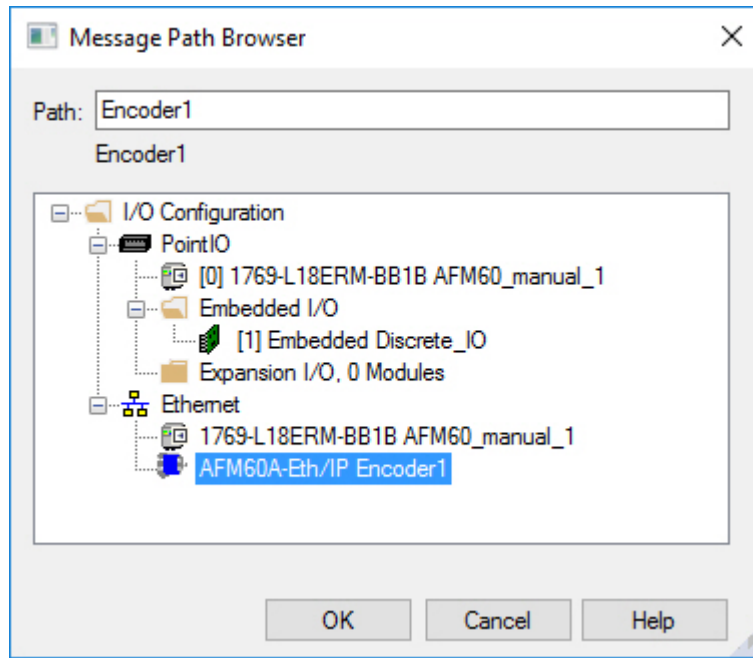 Message Path Browser
Path: Encoder1
Encoder1
I/O Configuration
PointIO
[0] 1769-L18ERM-BB1B AFM60_manual_1
Embedded I/O
[1] Embedded Discrete_IO
Expansion I/O, 0 Modules
Ethernet
1769-L18ERM-BB1B AFM60_manual_1
AFM60A-Eth/IP Encoder1
OK Cancel Help